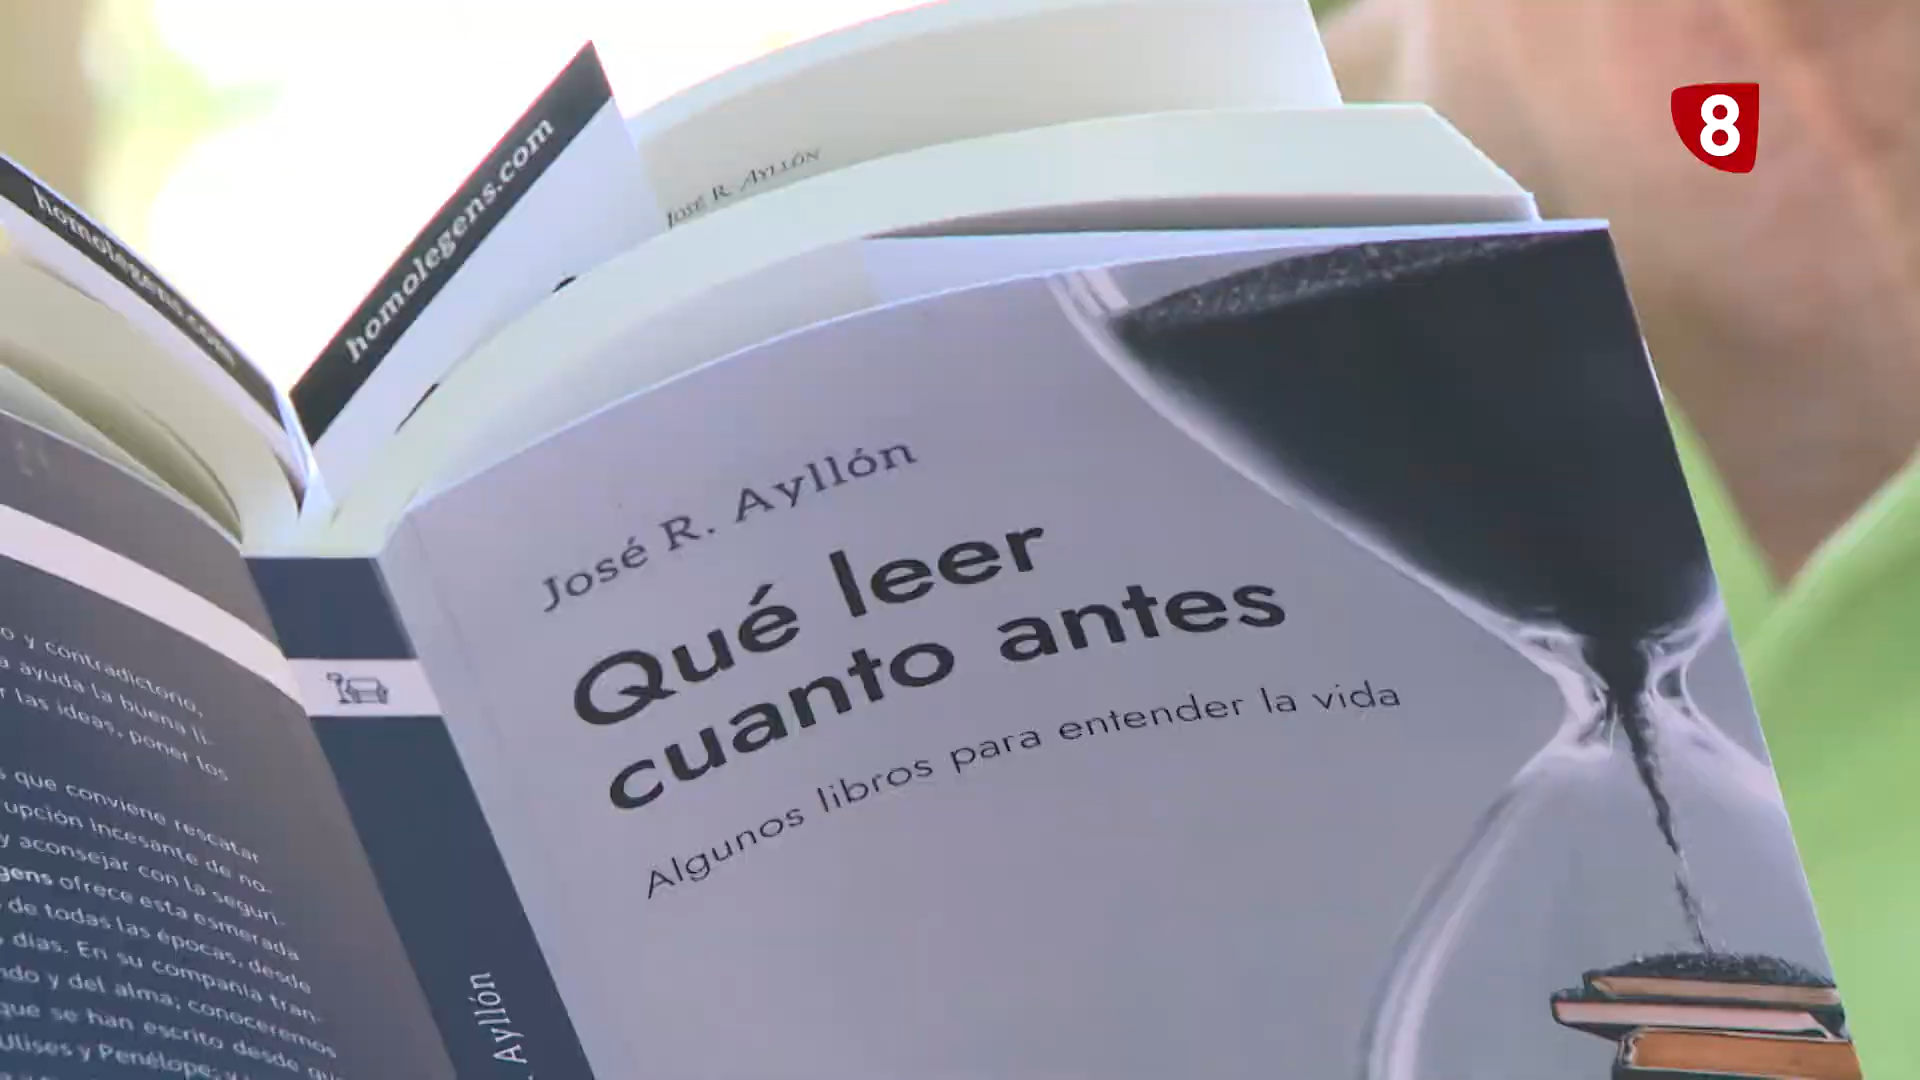 8
homolegens.com
homolegens.com
José R. Ayllón
José R. Ayllón
Qué leer
cuanto antes
Algunos libros para entender la vida
Ayllón
o y contradictorio,
a ayuda la buena li-
r las ideas, poner los
que conviene rescatar
rupción incesante de no-
y aconsejar con la seguri-
gens ofrece esta esmerada
de todas las épocas, desde
días. En su compañía tran-
ndo y del alma; conoceremos
que se han escrito desde que
Ulises y Penélope;